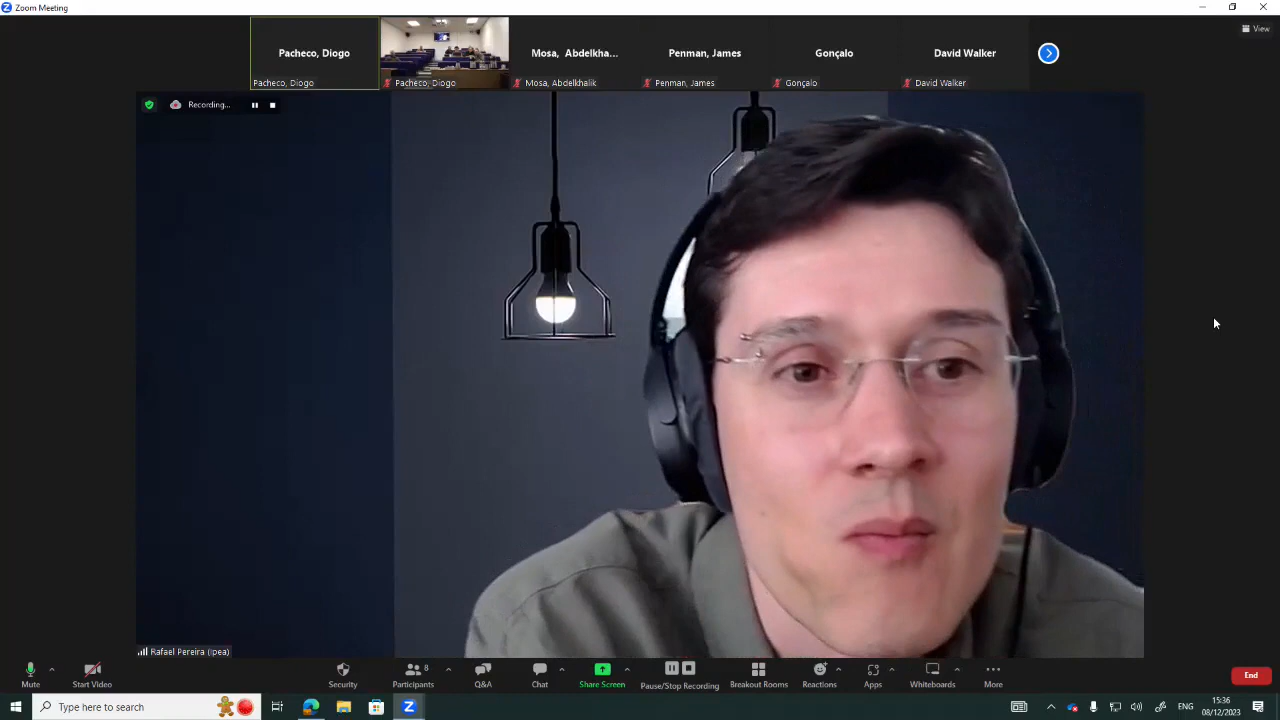 Zoom Meeting
View
Pacheco, Diogo
Pacheco, Diogo
Pacheco, Diogo
Mosa, Abdelkha...
Mosa, Abdelkhalik
Penman, James
Penman, James
Gonçalo
Gonçalo
David Walker
David Walker
Recording...
Rafael Pereira (Ipea)
Mute
Start Video
Security
Participants
8
Q&A
Chat
Share Screen
Pause/Stop Recording
Breakout Rooms
Reactions
Apps
Whiteboards
More
End
Type here to search
ENG
15:36
08/12/2023